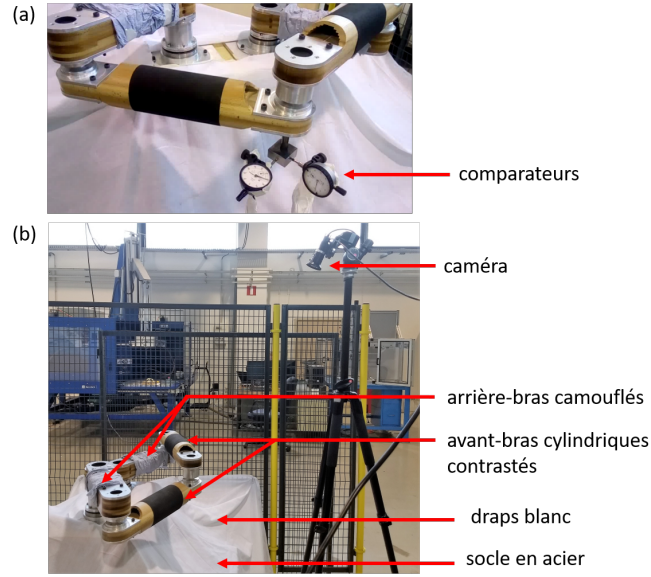 (a)
comparateurs
(b)
caméra
arrière-bras camouflés
avant-bras cylindriques
contrastés
draps blanc
socle en acier